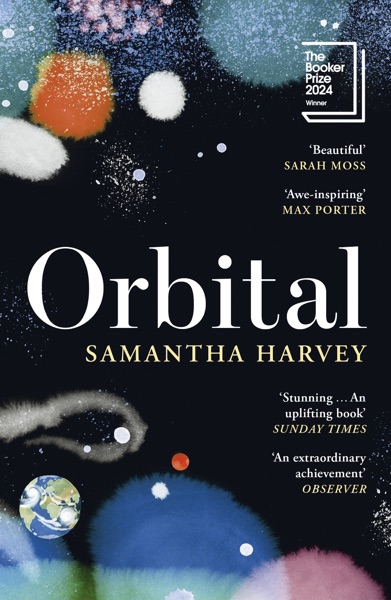 The
Booker
Prize
2024
Winner
‘Beautiful’
SARAH MOSS
‘Awe-inspiring’
MAX PORTER
Orbital
SAMANTHA HARVEY
‘Stunning … An
uplifting book’
SUNDAY TIMES
‘An extraordinary
achievement’
OBSERVER